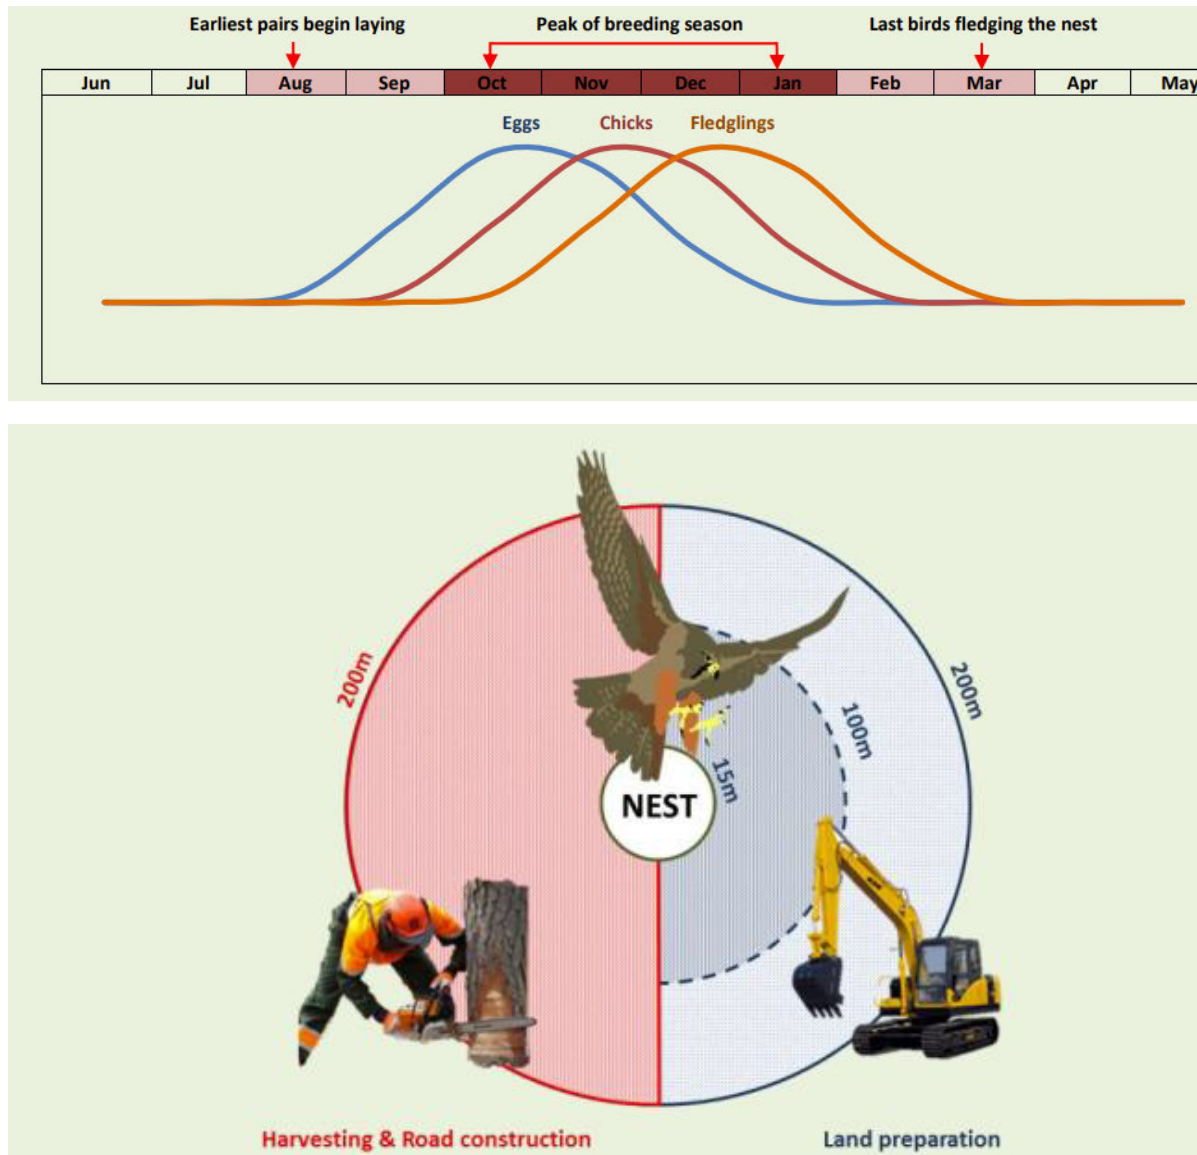 Earliest pairs begin laying Peak of breeding season Last birds fledging the nest
Jun Jul Aug Sep Oct Nov Dec Jan Feb Mar Apr May
Eggs Chicks Fledglings
200m
200m
100m
15m
NEST
Harvesting & Road construction Land preparation